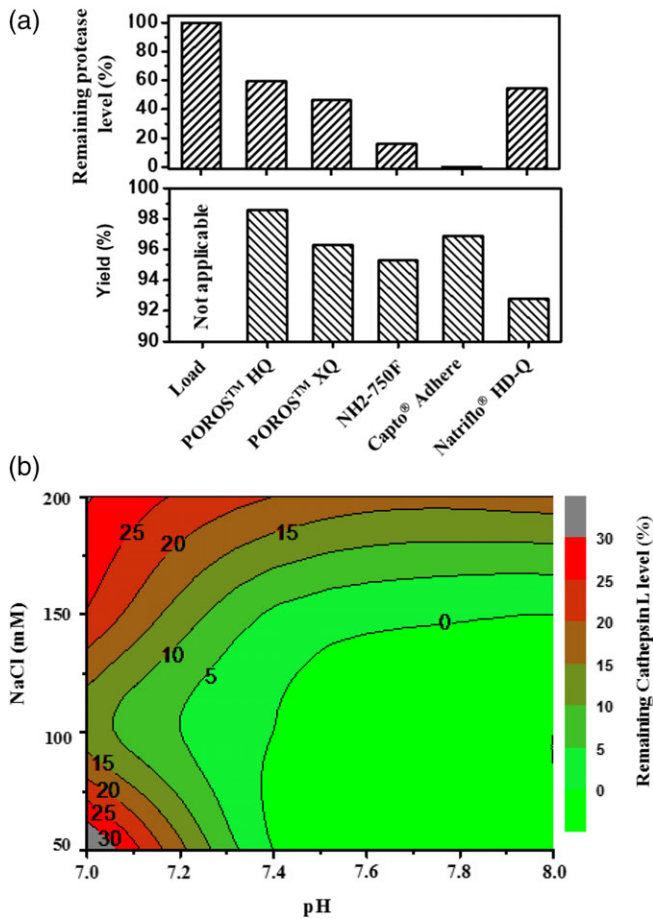 (a)
Remaining protease
level (%)
100
80
60
40
20
0
Yield (%)
98
96
94
92
90
Not applicable
Load
POROS™ HQ
POROS™ XQ
NH2-750F
Capto® Adhere
Natriflo® HD-Q
(b)
NaCl (mM)
200
150
100
50
25
20
15
10
5
0
15
20
25
30
7.0
7.2
7.4
7.6
7.8
8.0
pH
30
25
20
15
10
5
0
Remaining Cathepsin L level (%)